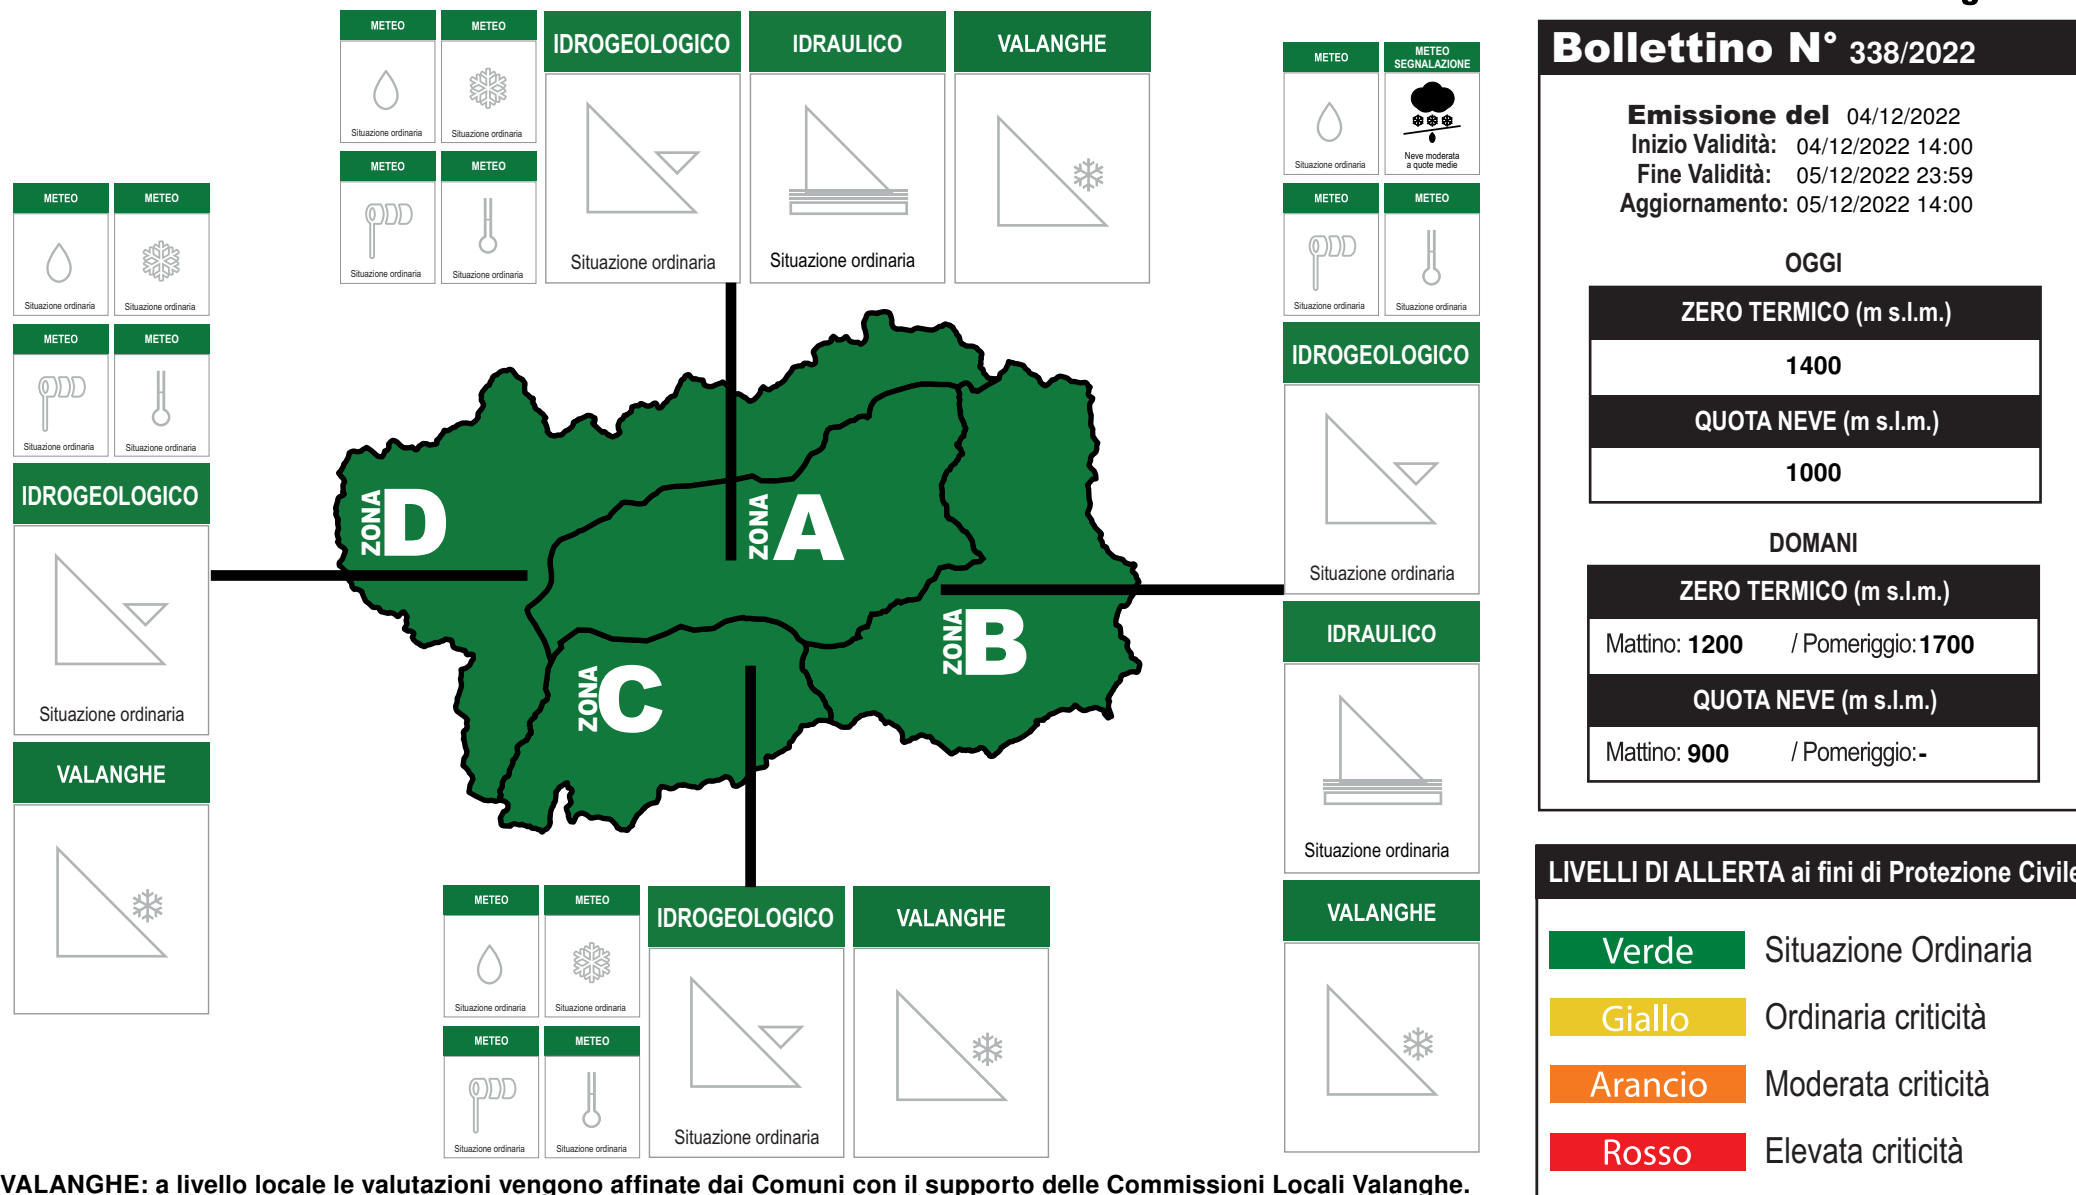 METEO
METEO
Situazione ordinaria
Situazione ordinaria
METEO
METEO
Situazione ordinaria
Situazione ordinaria
IDROGEOLOGICO
Situazione ordinaria
IDRAULICO
Situazione ordinaria
VALANGHE
METEO
METEO
Situazione ordinaria
Situazione ordinaria
METEO
METEO
Situazione ordinaria
Situazione ordinaria
IDROGEOLOGICO
Situazione ordinaria
VALANGHE
ZONA D
ZONA A
ZONA B
ZONA C
METEO
METEO
Situazione ordinaria
Situazione ordinaria
METEO
METEO
Situazione ordinaria
Situazione ordinaria
IDROGEOLOGICO
Situazione ordinaria
VALANGHE
METEO
METEO
SEGNALAZIONE
Situazione ordinaria
Neve moderata
a quote medie
METEO
METEO
Situazione ordinaria
Situazione ordinaria
IDROGEOLOGICO
Situazione ordinaria
IDRAULICO
Situazione ordinaria
VALANGHE
Bollettino N° 338/2022
Emissione del 04/12/2022
Inizio Validità: 04/12/2022 14:00
Fine Validità: 05/12/2022 23:59
Aggiornamento: 05/12/2022 14:00
OGGI
ZERO TERMICO (m s.l.m.)
1400
QUOTA NEVE (m s.l.m.)
1000
DOMANI
ZERO TERMICO (m s.l.m.)
Mattino: 1200 / Pomeriggio: 1700
QUOTA NEVE (m s.l.m.)
Mattino: 900 / Pomeriggio: -
LIVELLI DI ALLERTA ai fini di Protezione Civile
Verde Situazione Ordinaria
Giallo Ordinaria criticità
Arancio Moderata criticità
Rosso Elevata criticità
VALANGHE: a livello locale le valutazioni vengono affinate dai Comuni con il supporto delle Commissioni Locali Valanghe.